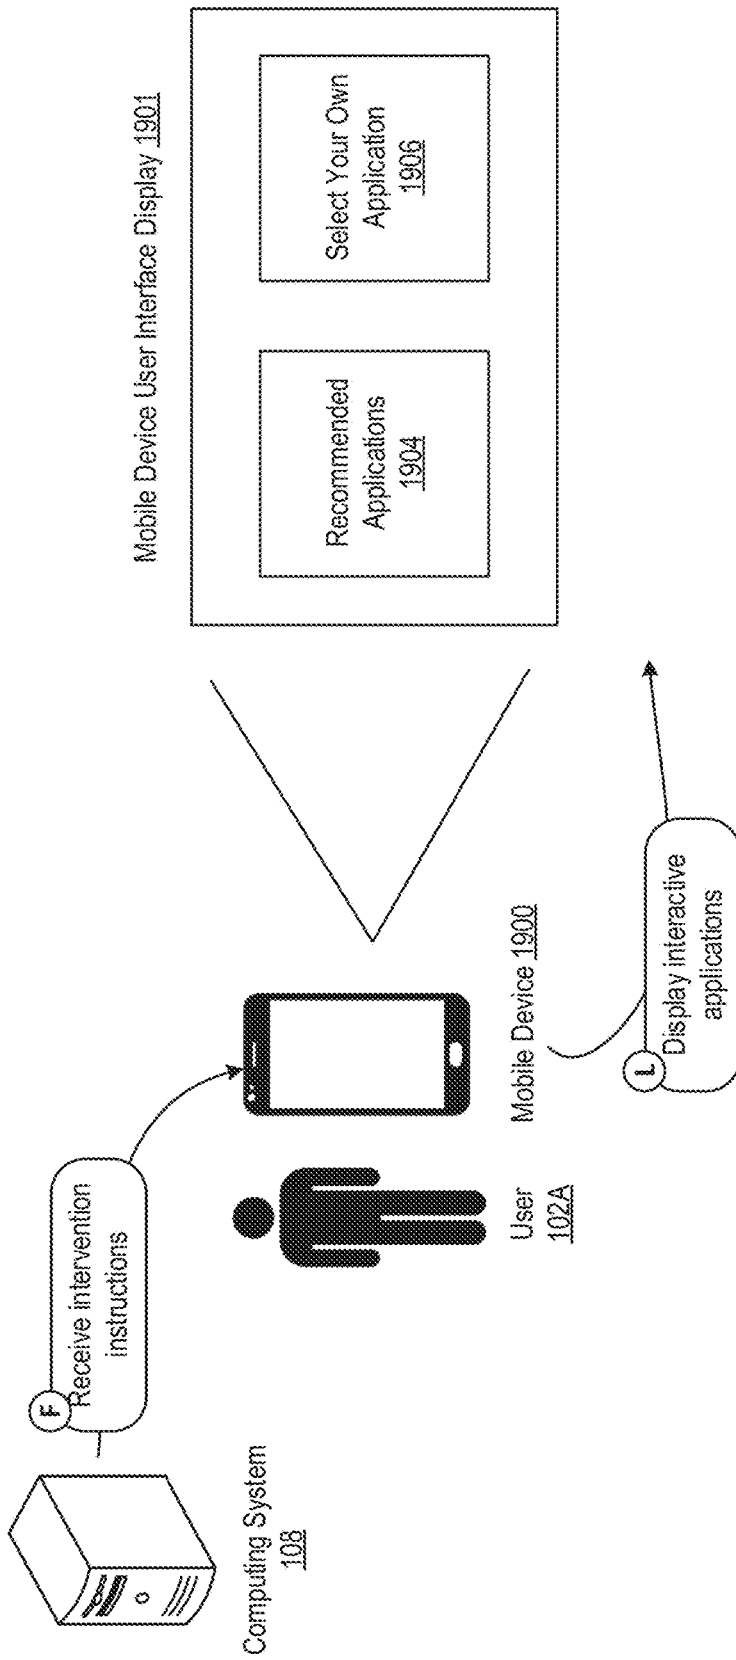 Computing System
108
F
Receive intervention
instructions
User
102A
Mobile Device 1900
L
Display interactive
applications
Mobile Device User Interface Display 1901
Recommended
Applications
1904
Select Your Own
Application
1906